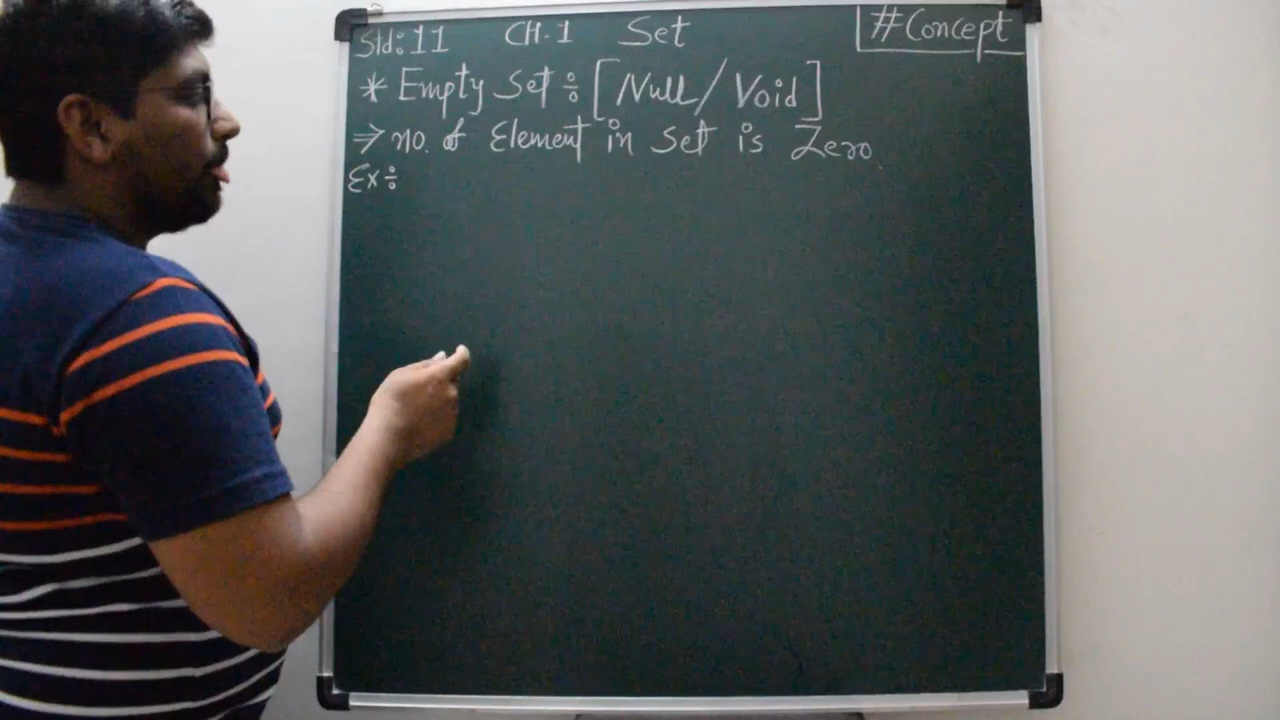 Std:11 CH.1 Set #Concept
* Empty Set ÷ [Null/Void]
⇒ no. of Element in Set is Zero
Ex ÷